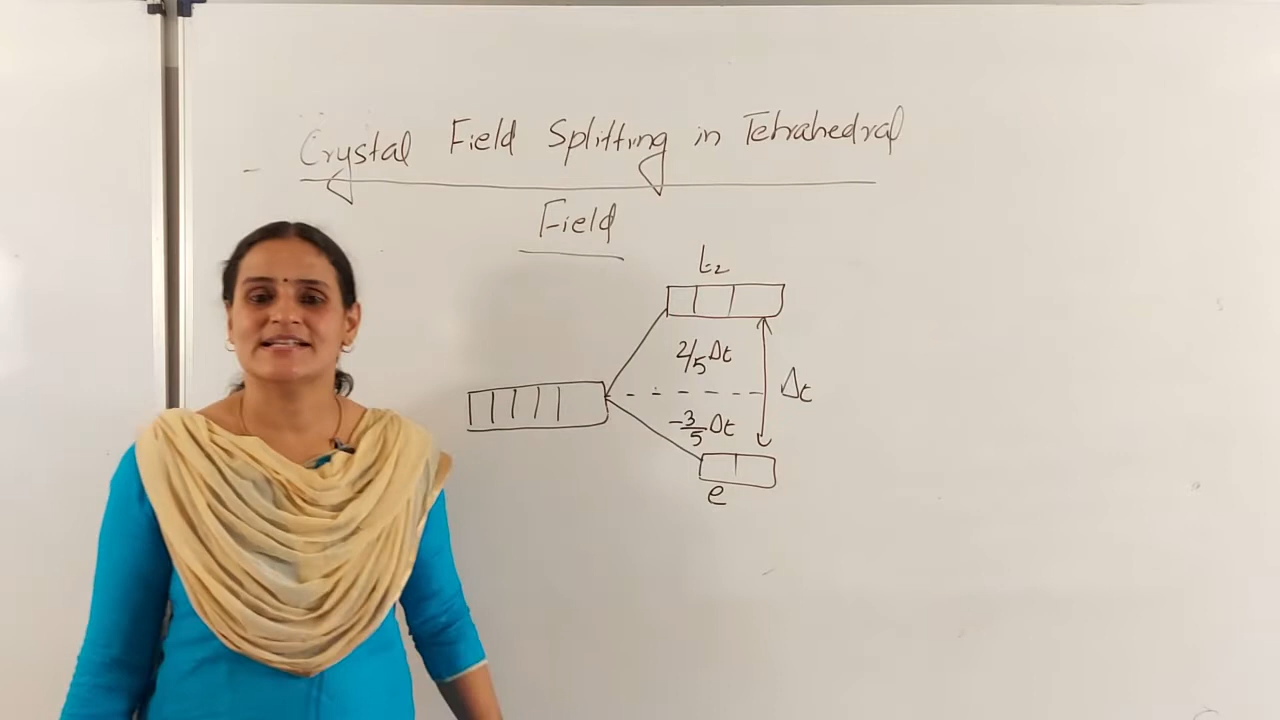 Crystal Field Splitting in Tetrahedral
Field
t₂
2/5 Δt
Δt
-3/5 Δt
e